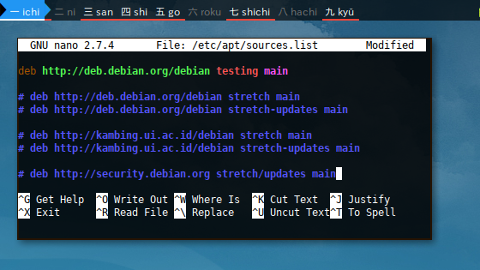 一 ichi 二 ni 三 san 四 shi 五 go 六 roku 七 shichi 八 hachi 九 kyū
GNU nano 2.7.4 File: /etc/apt/sources.list Modified
deb http://deb.debian.org/debian testing main
# deb http://deb.debian.org/debian stretch main
# deb http://deb.debian.org/debian stretch-updates main
# deb http://kambing.ui.ac.id/debian stretch main
# deb http://kambing.ui.ac.id/debian stretch-updates main
# deb http://security.debian.org stretch/updates main
^G Get Help ^O Write Out ^W Where Is ^K Cut Text ^J Justify
^X Exit ^R Read File ^\ Replace ^U Uncut Text ^T To Spell